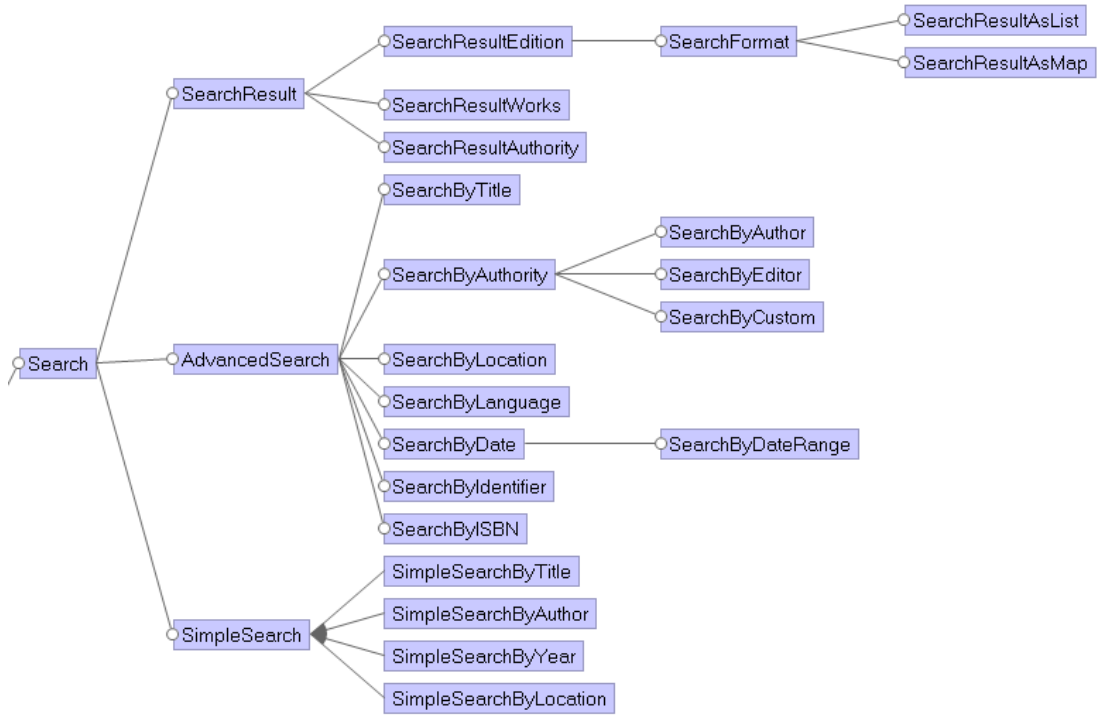 SearchResultAsList
SearchResultEdition
SearchFormat
SearchResultAsMap
SearchResult
SearchResultWorks
SearchResultAuthority
SearchByTitle
SearchByAuthor
SearchByAuthority
SearchByEditor
SearchByCustom
Search
AdvancedSearch
SearchByLocation
SearchByLanguage
SearchByDate
SearchByDateRange
SearchByIdentifier
SearchByISBN
SimpleSearchByTitle
SimpleSearchByAuthor
SimpleSearch
SimpleSearchByYear
SimpleSearchByLocation